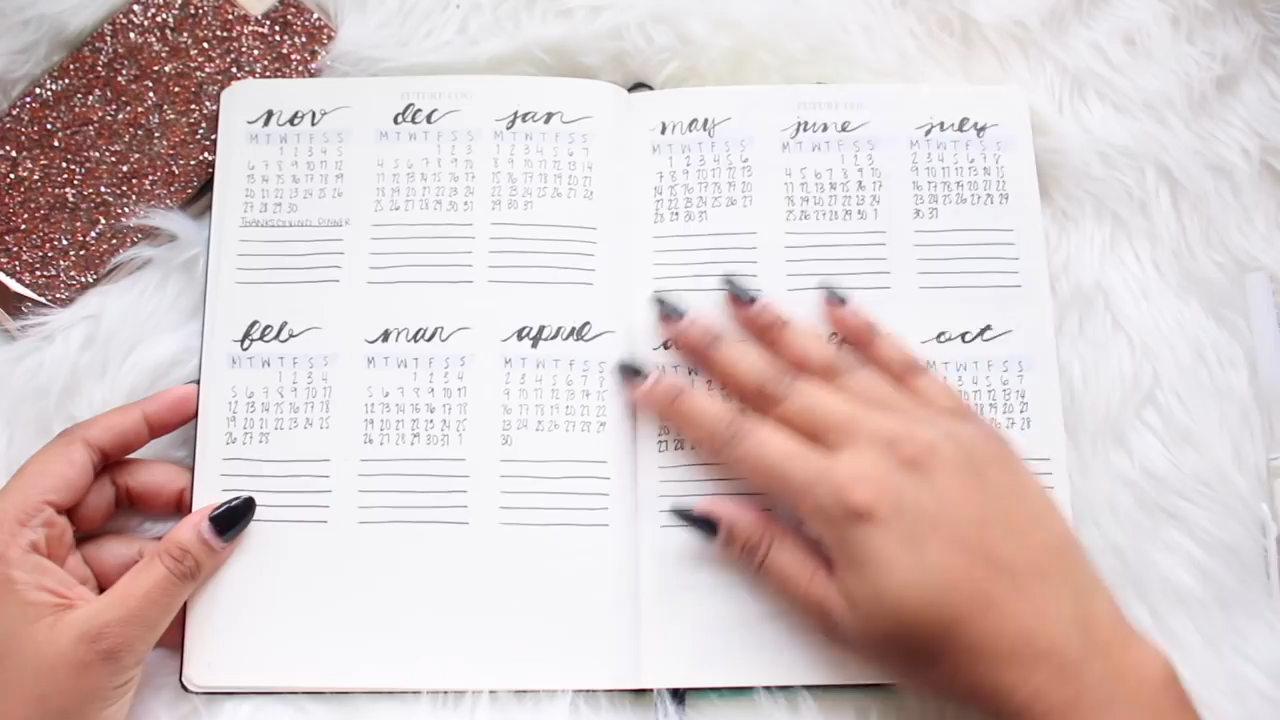 FUTURE LOG
nov
M T W T F S S
1 2 3 4 5
6 7 8 9 10 11 12
13 14 15 16 17 18 19
20 21 22 23 24 25 26
27 28 29 30
THANKSGIVING DINNER
dec
M T W T F S S
1 2 3
4 5 6 7 8 9 10
11 12 13 14 15 16 17
18 19 20 21 22 23 24
25 26 27 28 29 30 31
jan
M T W T F S S
1 2 3 4 5 6 7
8 9 10 11 12 13 14
15 16 17 18 19 20 21
22 23 24 25 26 27 28
29 30 31
feb
M T W T F S S
1 2 3 4
5 6 7 8 9 10 11
12 13 14 15 16 17 18
19 20 21 22 23 24 25
26 27 28
mar
M T W T F S S
1 2 3 4
5 6 7 8 9 10 11
12 13 14 15 16 17 18
19 20 21 22 23 24 25
26 27 28 29 30 31 1
april
M T W T F S S
2 3 4 5 6 7 8
9 10 11 12 13 14 15
16 17 18 19 20 21 22
23 24 25 26 27 28 29
30
FUTURE LOG
may
M T W T F S S
1 2 3 4 5 6
7 8 9 10 11 12 13
14 15 16 17 18 19 20
21 22 23 24 25 26 27
28 29 30 31
june
M T W T F S S
1 2 3
4 5 6 7 8 9 10
11 12 13 14 15 16 17
18 19 20 21 22 23 24
25 26 27 28 29 30 1
july
M T W T F S S
2 3 4 5 6 7 8
9 10 11 12 13 14 15
16 17 18 19 20 21 22
23 24 25 26 27 28 29
30 31
M T W
20
27 28
oct
M T W T F S S